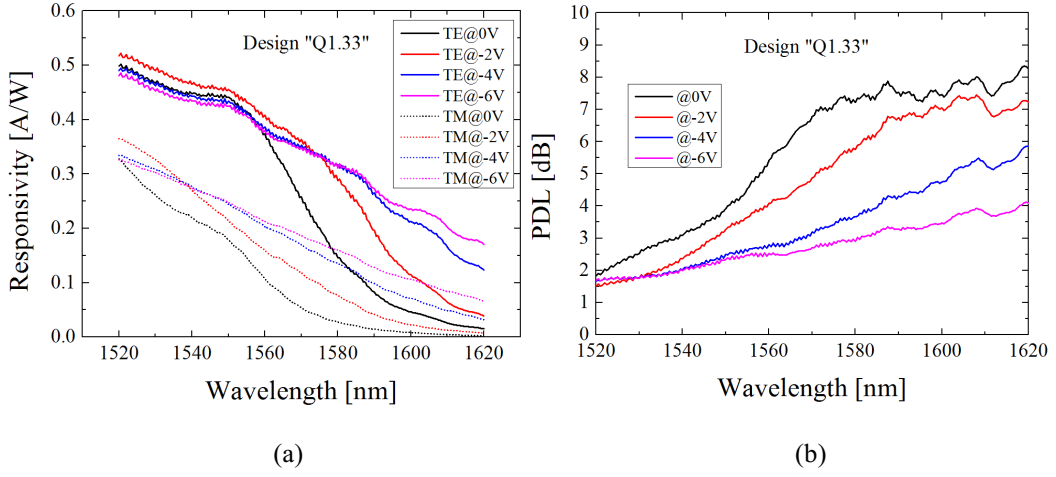 0.6
0.5
0.4
0.3
0.2
0.1
0.0
Responsivity [A/W]
Design "Q1.33"
TE@0V
TE@-2V
TE@-4V
TE@-6V
TM@0V
TM@-2V
TM@-4V
TM@-6V
1520 1540 1560 1580 1600 1620
Wavelength [nm]
(a)
10
9
8
7
6
5
4
3
2
1
0
PDL [dB]
Design "Q1.33"
@0V
@-2V
@-4V
@-6V
1520 1540 1560 1580 1600 1620
Wavelength [nm]
(b)